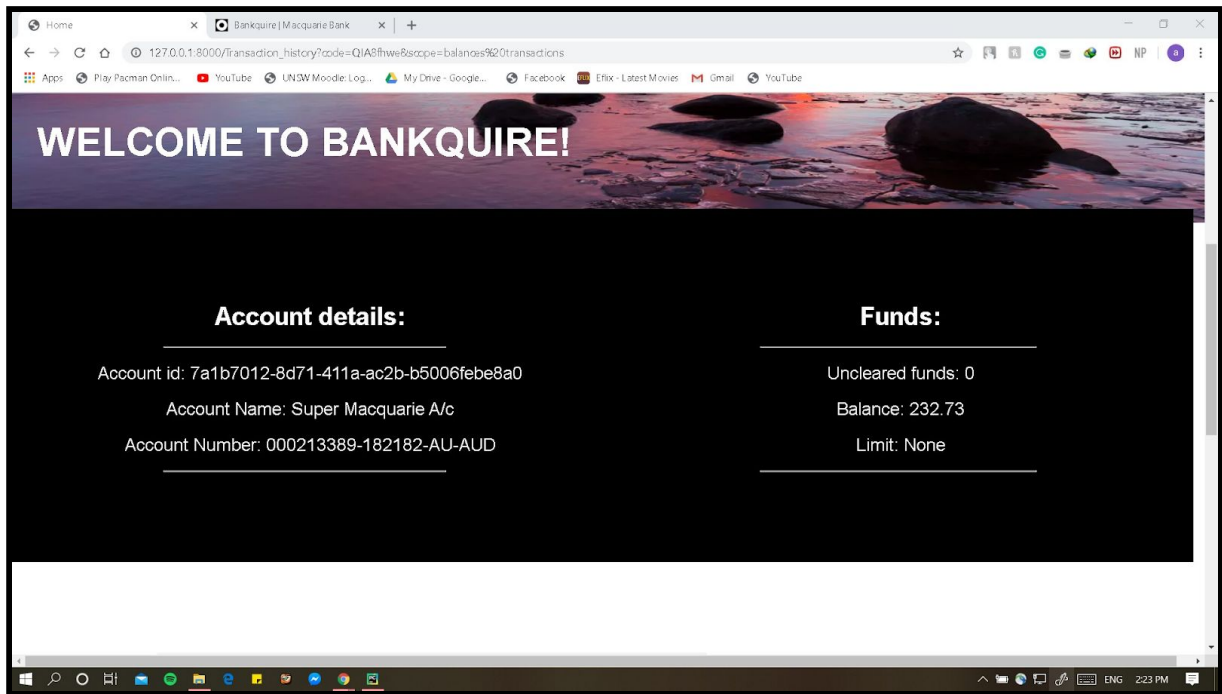 Home
Bankquire | Macquarie Bank
127.0.0.1:8000/Transaction_history?code=QIA8fhwe&scope=balances%20transactions
NP
a
Apps
Play Pacman Onlin...
YouTube
UNSW Moodle: Log...
My Drive - Google...
Facebook
Eflix - Latest Movies
Gmail
YouTube
WELCOME TO BANKQUIRE!
Account details:
Account id: 7a1b7012-8d71-411a-ac2b-b5006febe8a0
Account Name: Super Macquarie A/c
Account Number: 000213389-182182-AU-AUD
Funds:
Uncleared funds: 0
Balance: 232.73
Limit: None
ENG
2:23 PM